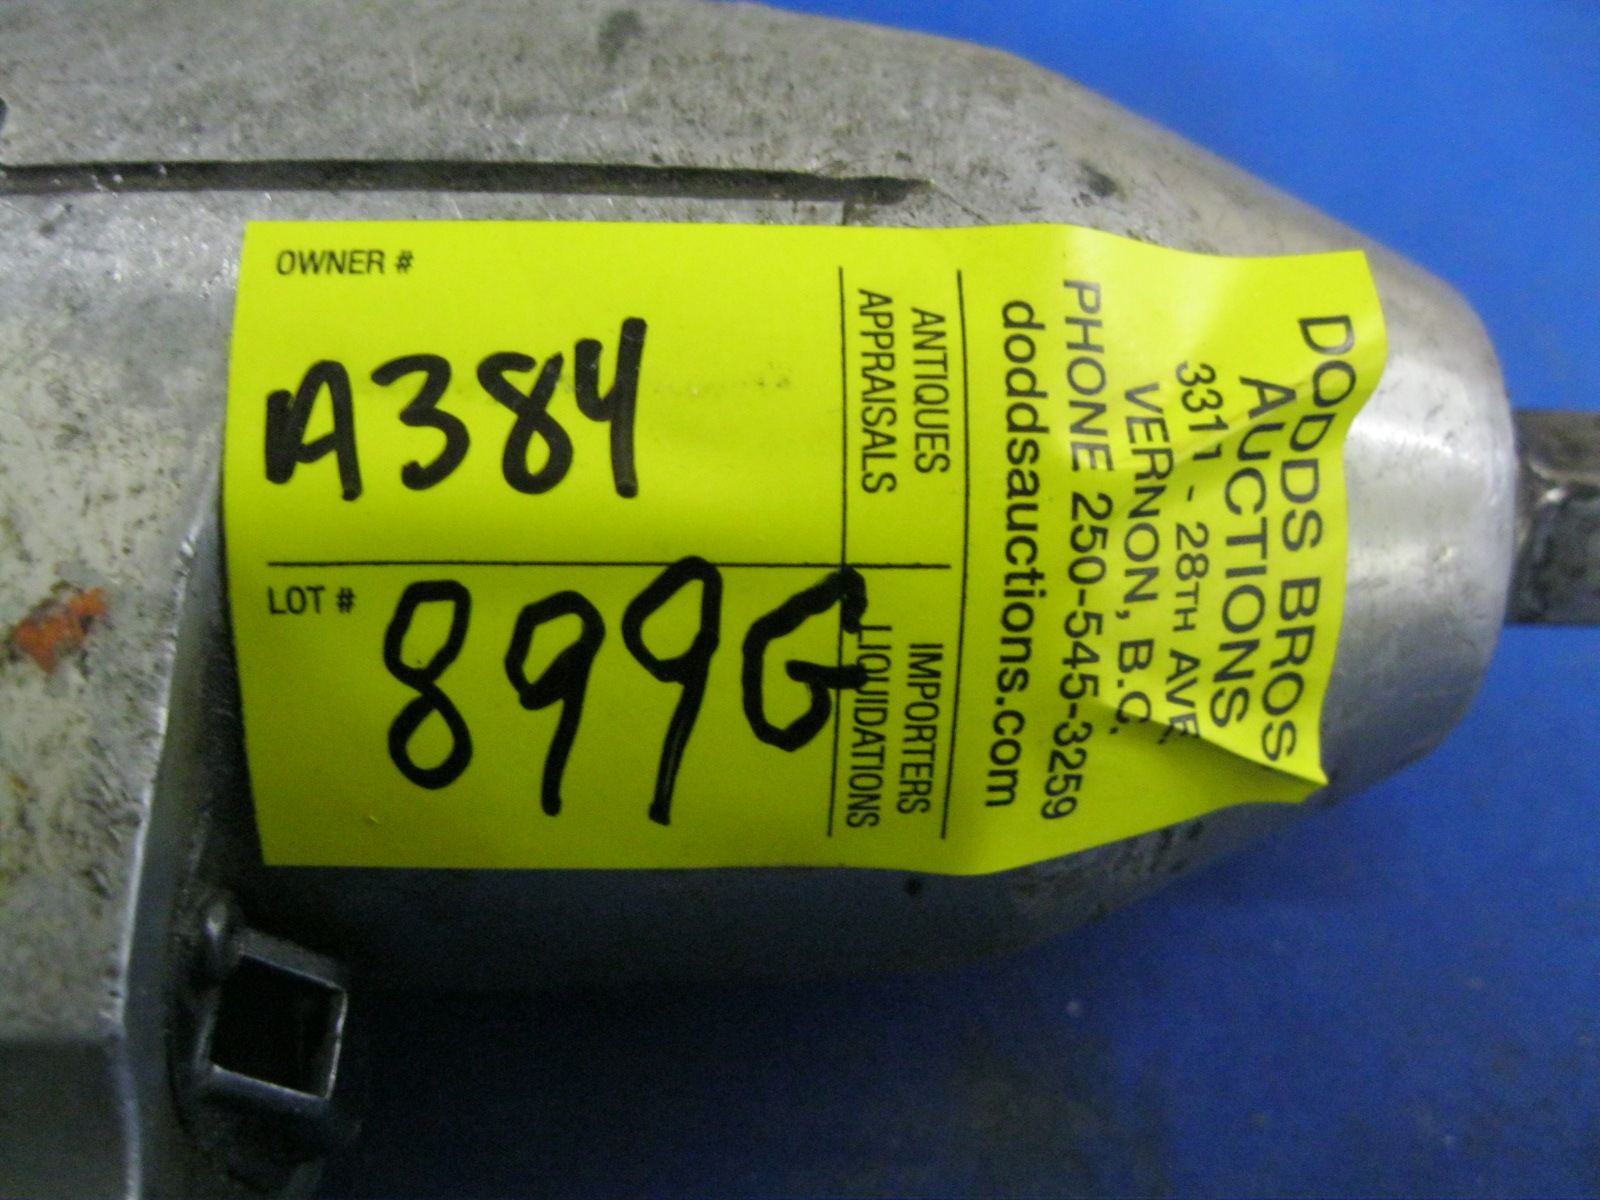 OWNER #
A384
LOT #
899G
ANTIQUES
APPRAISALS
IMPORTERS
LIQUIDATIONS
DODDS BROS
AUCTIONS
3311 - 28TH AVE.
VERNON, B.C.
PHONE 250-545-3259
doddsauctions.com